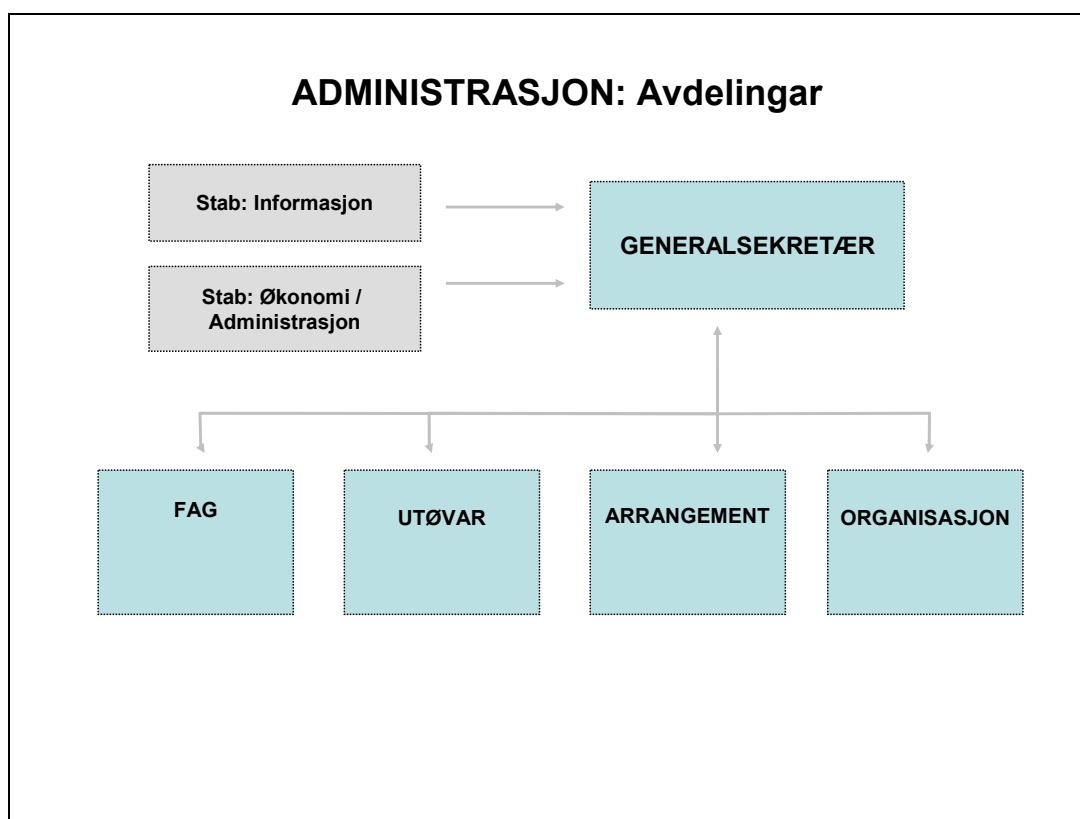 ADMINISTRASJON: Avdelingar
Stab: Informasjon
GENERALSEKRETÆR
Stab: Økonomi /
Administrasjon
FAG
UTØVAR
ARRANGEMENT
ORGANISASJON